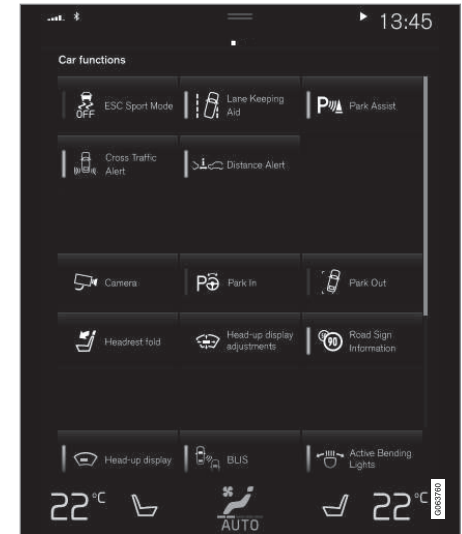 13:45
Car functions
OFF
ESC Sport Mode
Lane Keeping
Aid
P
Park Assist
Cross Traffic
Alert
Distance Alert
Camera
P
Park In
Park Out
Headrest fold
Head-up display
adjustments
90
Road Sign
Information
Head-up display
BLIS
Active Bending
Lights
22°C
AUTO
22°C
G063760